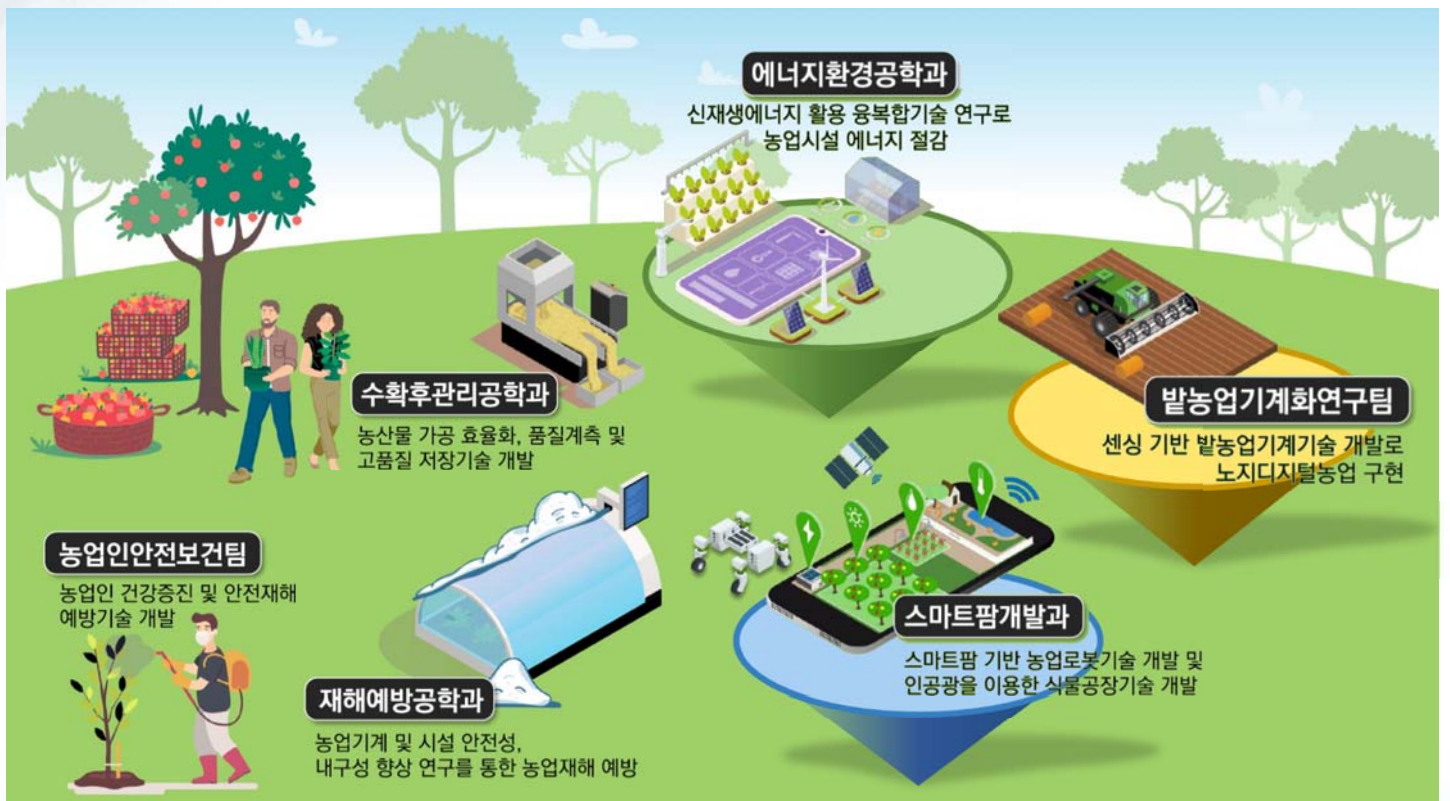 에너지환경공학과
신재생에너지 활용 융복합기술 연구로
농업시설 에너지 절감
수확후관리공학과
농산물 가공 효율화, 품질계측 및
고품질 저장기술 개발
밭농업기계화연구팀
센싱 기반 밭농업기계기술 개발로
노지디지털농업 구현
농업인안전보건팀
농업인 건강증진 및 안전재해
예방기술 개발
스마트팜개발과
스마트팜 기반 농업로봇기술 개발 및
인공광을 이용한 식물공장기술 개발
재해예방공학과
농업기계 및 시설 안전성,
내구성 향상 연구를 통한 농업재해 예방